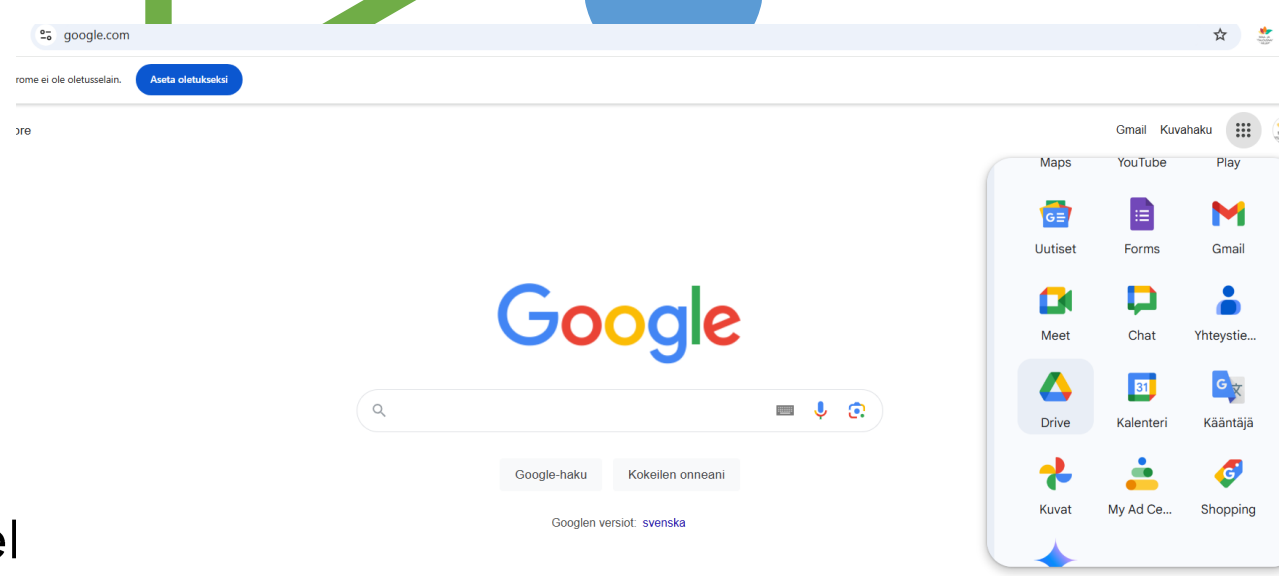 google.com
rome ei ole oletusselain. Aseta oletukseksi
ore
Gmail Kuvahaku
Maps YouTube Play
Uutiset Forms Gmail
Meet Chat Yhteystie...
Drive Kalenteri Kääntäjä
Kuvat My Ad Ce... Shopping
Google
Google-haku Kokeilen onneani
Googlen versiot: svenska
el